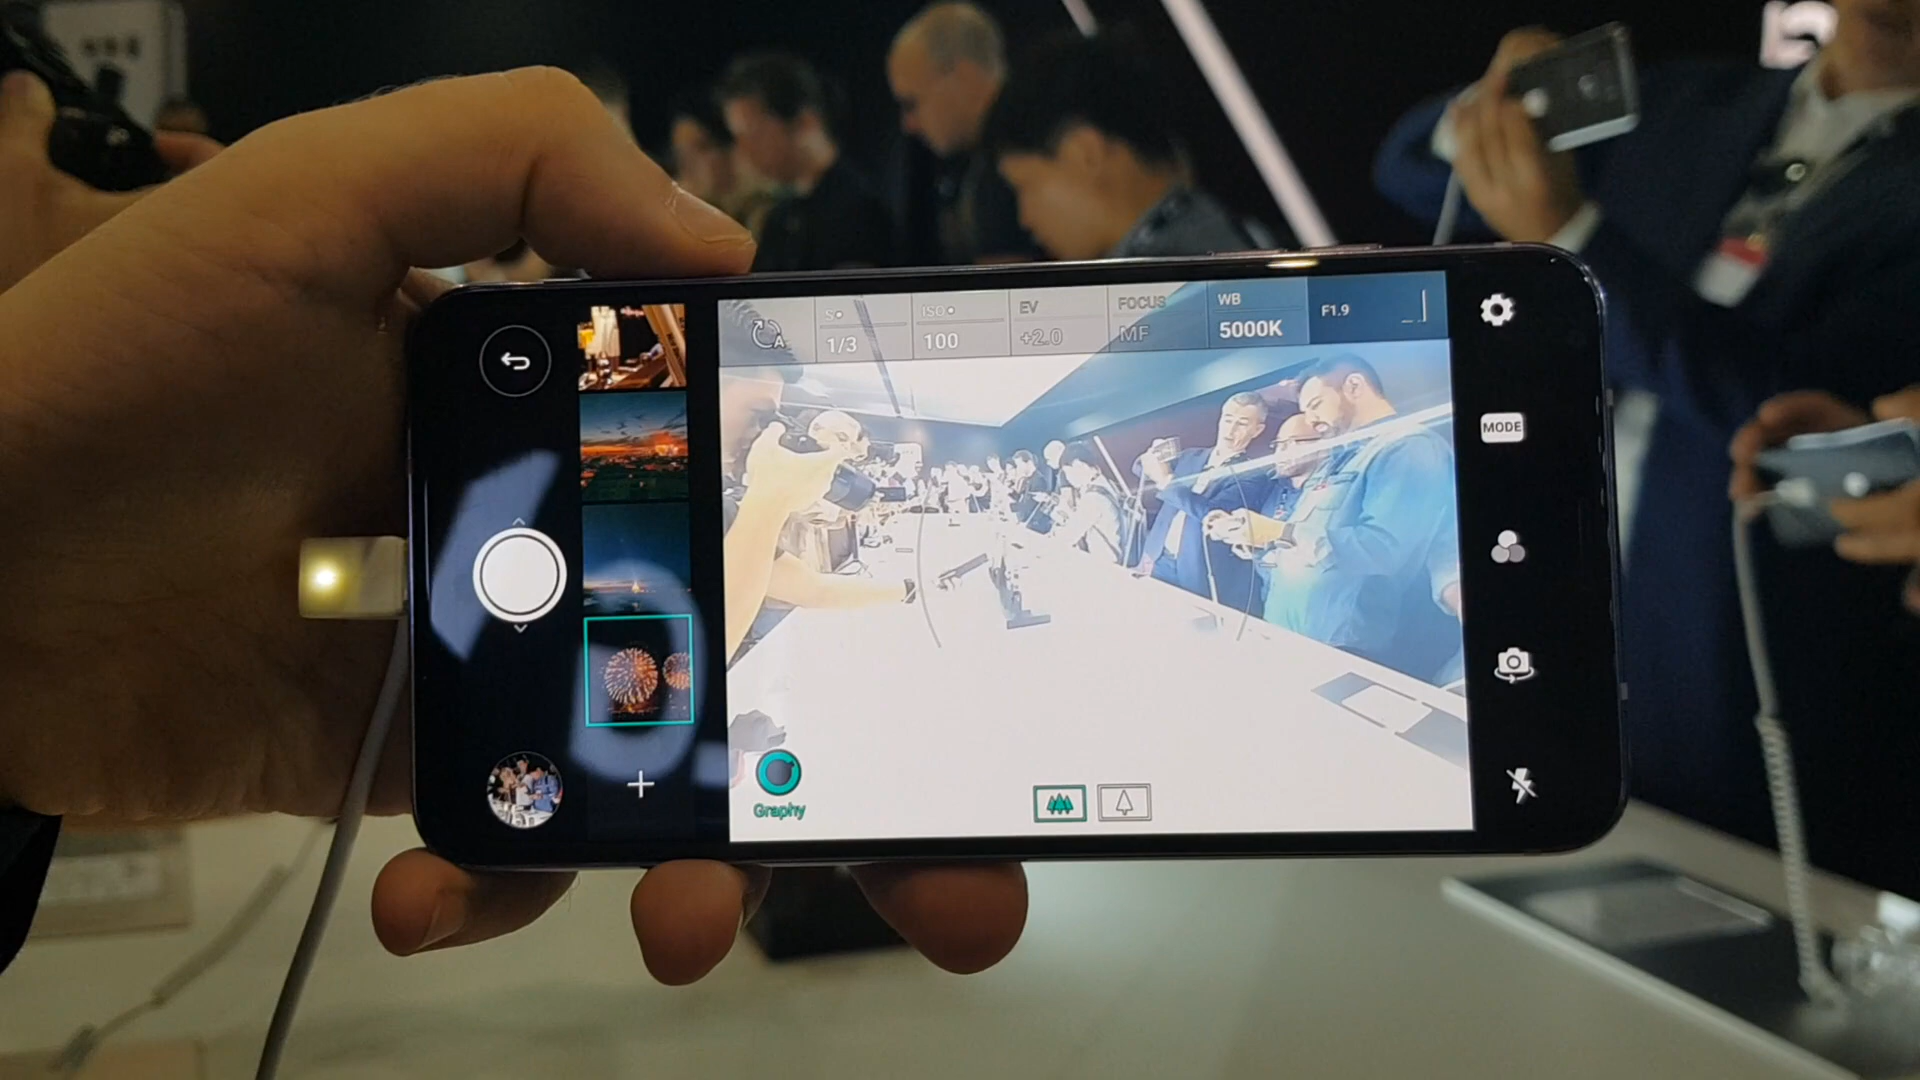 S
ISO
EV
FOCUS
WB
A
1/3
100
+2.0
MF
5000K
F1.9
MODE
Graphy